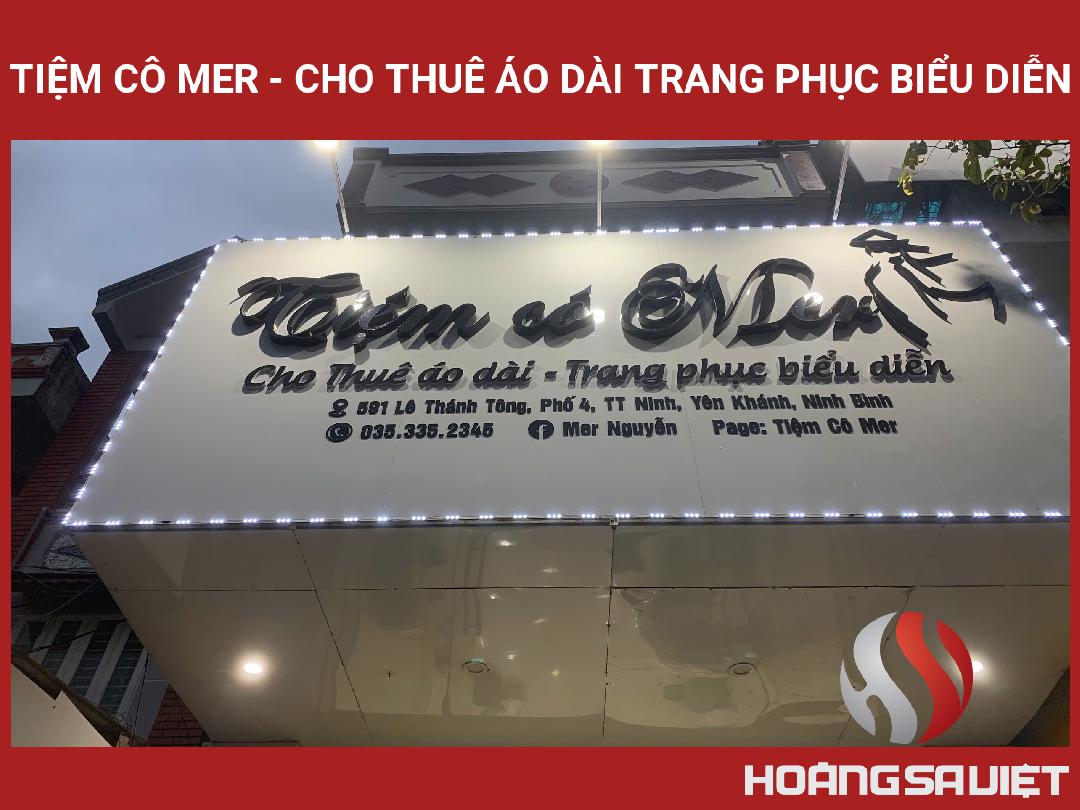 TIỆM CÔ MER - CHO THUÊ ÁO DÀI TRANG PHỤC BIỂU DIỄN
Tiệm cô Mer
Cho Thuê áo dài - Trang phục biểu diễn
591 Lê Thánh Tông, Phố 4, TT Ninh, Yên Khánh, Ninh Bình
035.335.2345 Mer Nguyễn Page: Tiệm Cô Mer
HOÀNGSAVIỆT